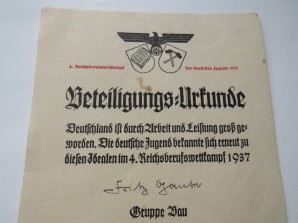 4. Reichsberufswettkampf der deutschen Jugend 1937
Beteiligungs-Urkunde
Deutschland ist durch Arbeit und Leistung groß ge-
worden. Die deutsche Jugend bekannte sich erneut zu
diesen Idealen im 4. Reichsberufswettkampf 1937
Fritz
Gruppe Bau